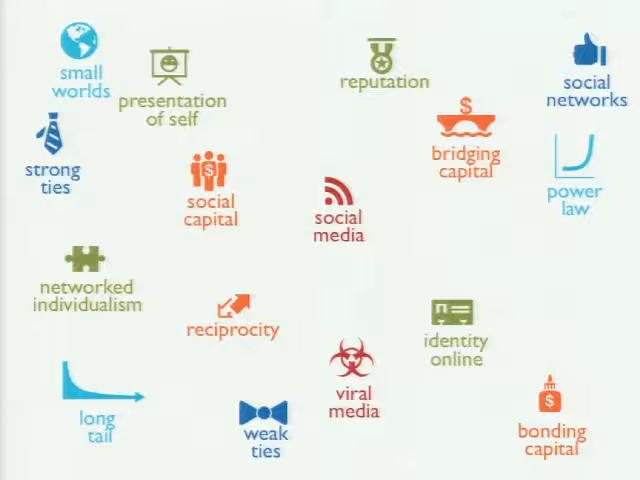 small
worlds
presentation
of self
reputation
social
networks
strong
ties
$
bridging
capital
power
law
$
social
capital
social
media
networked
individualism
reciprocity
identity
online
viral
media
long
tail
weak
ties
$
bonding
capital